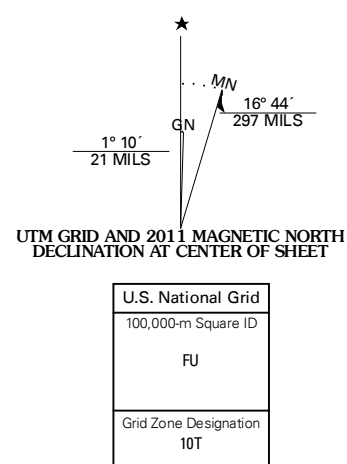 ★
MN
16° 44´
297 MILS
GN
1° 10´
21 MILS
UTM GRID AND 2011 MAGNETIC NORTH
DECLINATION AT CENTER OF SHEET
U.S. National Grid
100,000-m Square ID
FU
Grid Zone Designation
10T